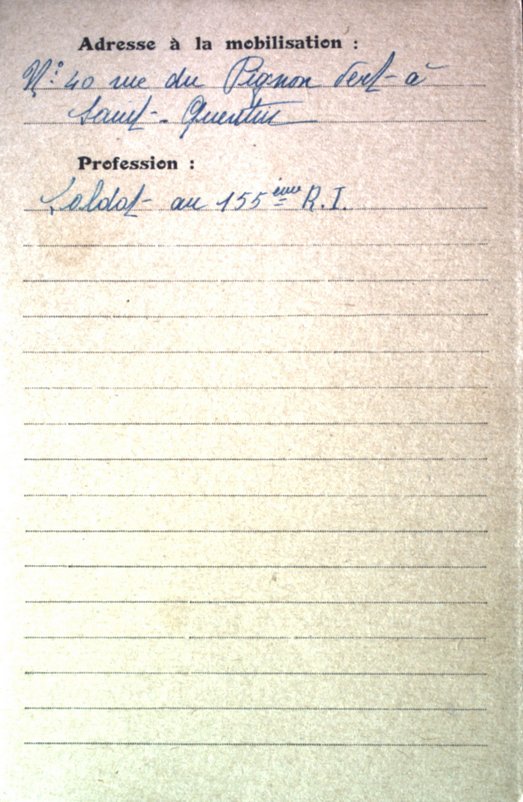 Adresse à la mobilisation :
N° 40 rue du Pignon Vert à
Saint-Quentin
Profession :
Soldat au 155ème R.I.